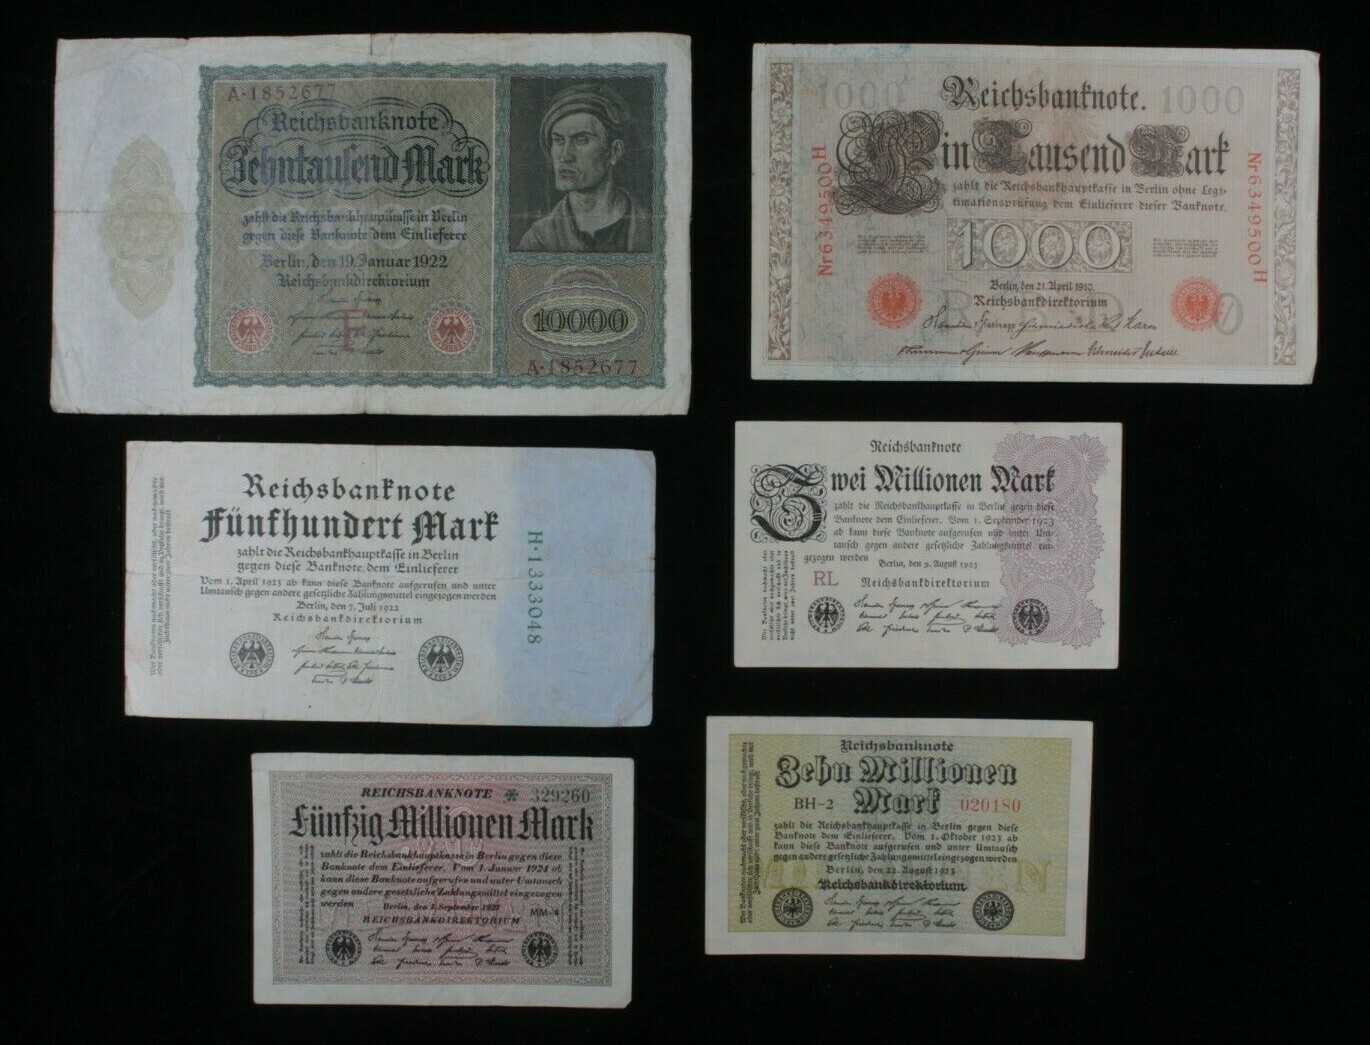 A·1852677
Reichsbanknote
Zehntausend Mark
zahlt die Reichsbankhauptkasse in Berlin
gegen diese Banknote dem Einlieferer
Berlin, den 19. Januar 1922
Reichsbankdirektorium
T
10000
A·1852677
1000
Reichsbanknote.
1000
Ein Tausend Mark
zahlt die Reichsbankhauptkasse in Berlin ohne Legi-
timationsprüfung dem Einlieferer dieser Banknote.
1000
Berlin, den 21. April 1910.
Reichsbankdirektorium
Nr 6349500H
Nr 6349500H
Reichsbanknote
Fünfhundert Mark
zahlt die Reichsbankhauptkasse in Berlin
gegen diese Banknote dem Einlieferer
Vom 1. April 1923 ab kann diese Banknote aufgerufen und unter
Umtausch gegen andere gesetzliche Zahlungsmittel eingezogen werden
Berlin, den 7. Juli 1922
Reichsbankdirektorium
H·1333048
Reichsbanknote
Zwei Millionen Mark
zahlt die Reichsbankhauptkasse in Berlin gegen diese
Banknote dem Einlieferer. Vom 1. September 1923
ab kann diese Banknote aufgerufen und unter Um-
tausch gegen andere gesetzliche Zahlungsmittel ein-
gezogen werden
Berlin, den 9. August 1923
RL
Reichsbankdirektorium
REICHSBANKNOTE * 329260
Fünfzig Millionen Mark
zahlt die Reichsbankhauptkasse in Berlin gegen diese
Banknote dem Einlieferer. Vom 1. Januar 1924 ab
kann diese Banknote aufgerufen und unter Umtausch
gegen andere gesetzliche Zahlungsmittel eingezogen
werden
Berlin, den 1. September 1923
MM-4
REICHSBANKDIREKTORIUM
Reichsbanknote
Zehn Millionen
BH-2 Mark 020180
zahlt die Reichsbankhauptkasse in Berlin gegen diese
Banknote dem Einlieferer. Vom 1. Oktober 1923 ab
kann diese Banknote aufgerufen und unter Umtausch
gegen andere gesetzliche Zahlungsmittel eingezogen werden
Berlin, den 22. August 1923
Reichsbankdirektorium